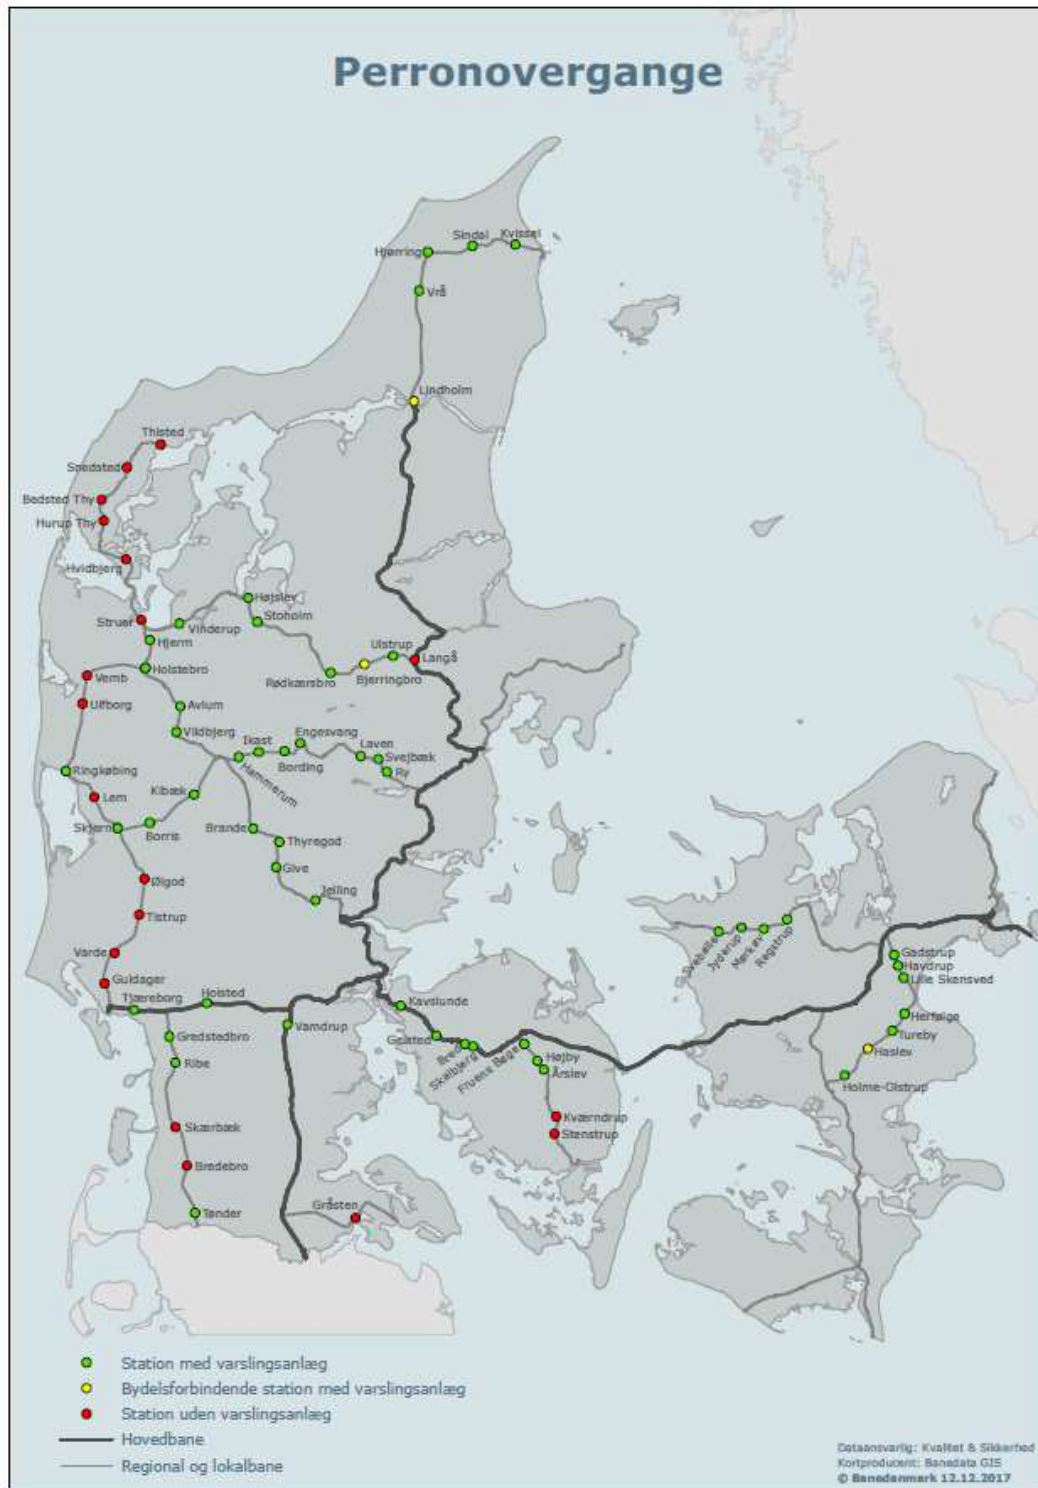 Perronovergange
Hjørring
Sindal
Kvissel
Vrå
Lindholm
Thisted
Snedsted
Bedsted Thy
Hurup Thy
Hvidbjerg
Struer
Vinderup
Højslev
Stoholm
Hjerm
Holstebro
Ulstrup
Langå
Bjerringbro
Rødkærsbro
Vemb
Ulfborg
Avlum
Vildbjerg
Ikast
Engesvang
Bording
Laven
Svejbæk
Ry
Hammerum
Ringkøbing
Lem
Kibæk
Skjern
Borris
Brande
Thyregod
Give
Jelling
Ølgod
Tistrup
Varde
Guldager
Tjæreborg
Holsted
Gredstedbro
Vamdrup
Ribe
Skærbæk
Bredebro
Tønder
Gråsten
Kavslunde
Gelsted
Bred
Skalbjerg
Fruens Bøge
Højby
Årslev
Kværndrup
Stenstrup
Svebølle
Jyderup
Mørkøv
Regstrup
Gadstrup
Havdrup
Lille Skensved
Herfølge
Tureby
Haslev
Holme-Olstrup
Station med varslingsanlæg
Bydelsforbindende station med varslingsanlæg
Station uden varslingsanlæg
Hovedbane
Regional og lokalbane
Dataansvarlig: Kvalitet & Sikkerhed
Kortproducent: Banedata GIS
© Banedanmark 12.12.2017